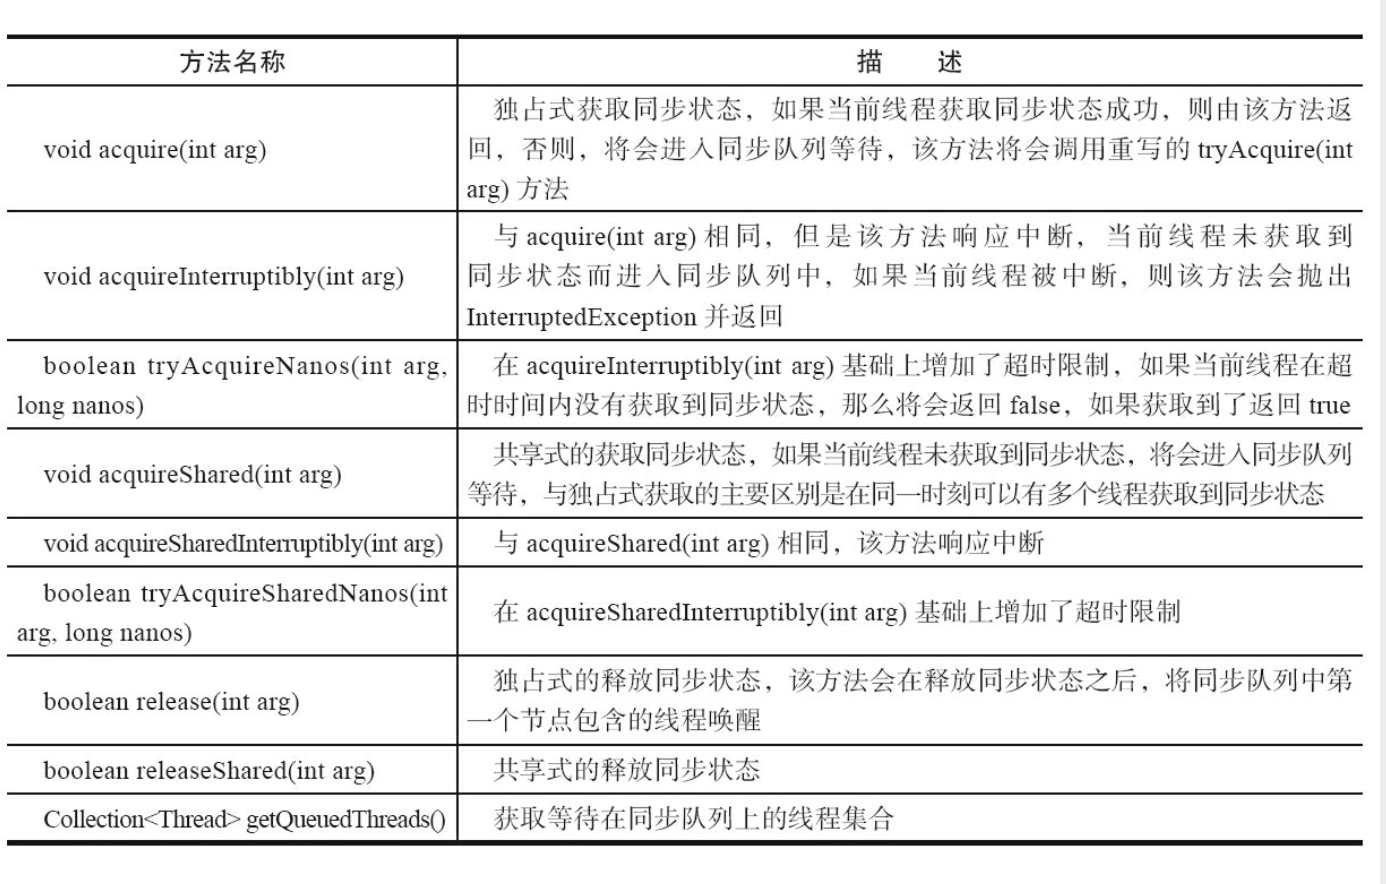 方法名称
描 述
void acquire(int arg)
独占式获取同步状态，如果当前线程获取同步状态成功，则由该方法返
回，否则，将会进入同步队列等待，该方法将会调用重写的 tryAcquire(int
arg) 方法
void acquireInterruptibly(int arg)
与 acquire(int arg) 相同，但是该方法响应中断，当前线程未获取到
同步状态而进入同步队列中，如果当前线程被中断，则该方法会抛出
InterruptedException 并返回
boolean tryAcquireNanos(int arg,
long nanos)
在 acquireInterruptibly(int arg) 基础上增加了超时限制，如果当前线程在超
时时间内没有获取到同步状态，那么将会返回 false，如果获取到了返回 true
void acquireShared(int arg)
共享式的获取同步状态，如果当前线程未获取到同步状态，将会进入同步队列
等待，与独占式获取的主要区别是在同一时刻可以有多个线程获取到同步状态
void acquireSharedInterruptibly(int arg)
与 acquireShared(int arg) 相同，该方法响应中断
boolean tryAcquireSharedNanos(int
arg, long nanos)
在 acquireSharedInterruptibly(int arg) 基础上增加了超时限制
boolean release(int arg)
独占式的释放同步状态，该方法会在释放同步状态之后，将同步队列中第
一个节点包含的线程唤醒
boolean releaseShared(int arg)
共享式的释放同步状态
Collection<Thread> getQueuedThreads()
获取等待在同步队列上的线程集合